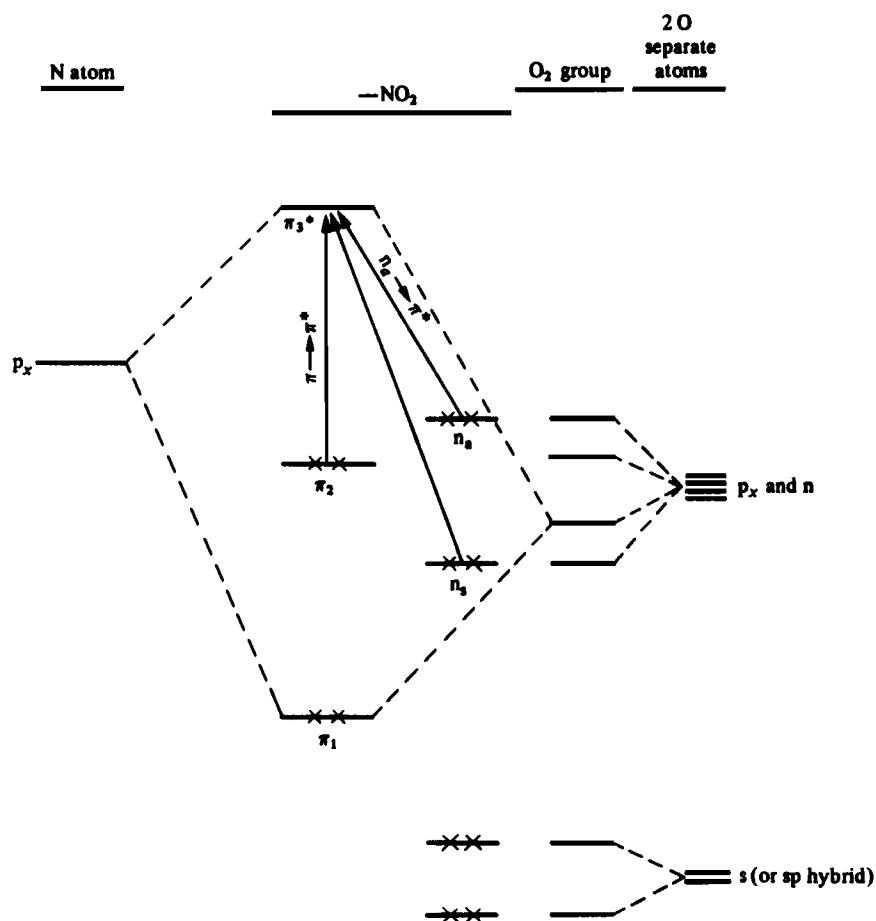 2 O
separate
atoms
N atom
O₂ group
—NO₂
π₃*
nₐ → π*
π → π*
pₓ
nₐ
π₂
pₓ and n
nₛ
π₁
s (or sp hybrid)